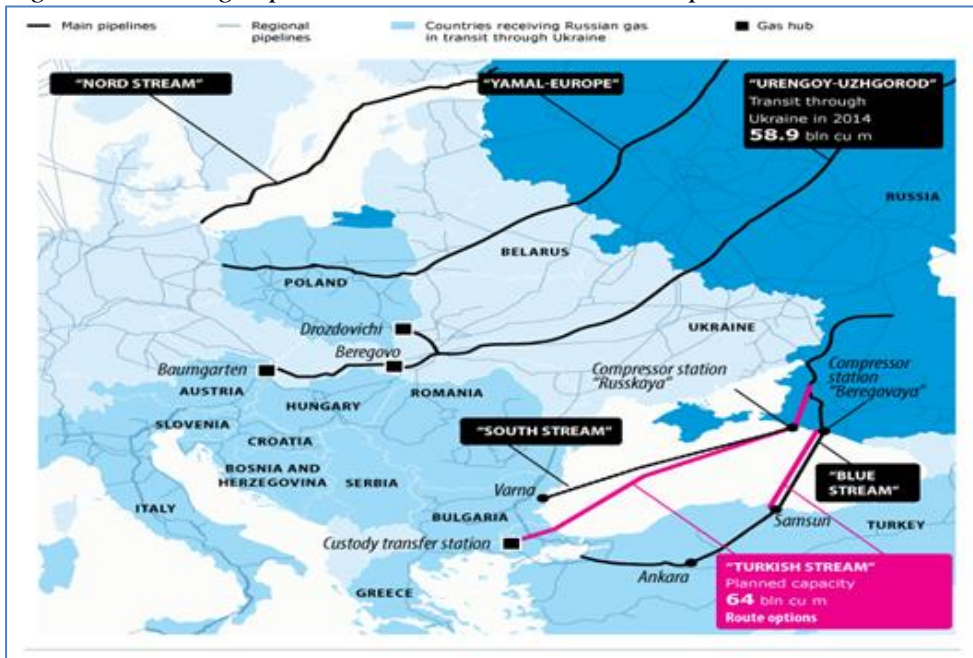 Main pipelines
Regional
pipelines
Countries receiving Russian gas
in transit through Ukraine
Gas hub
"NORD STREAM"
"YAMAL-EUROPE"
"URENGOY-UZHGOROD"
Transit through
Ukraine in 2014
58.9 bln cu m
RUSSIA
BELARUS
POLAND
Drozdovichi
UKRAINE
Beregovo
Baumgarten
Compressor station
"Russkaya"
Compressor
station
"Beregovaya"
AUSTRIA
ROMANIA
HUNGARY
SLOVENIA
"SOUTH STREAM"
CROATIA
BOSNIA AND
HERZEGOVINA
SERBIA
"BLUE
STREAM"
Varna
ITALY
BULGARIA
Samsun
TURKEY
Custody transfer station
"TURKISH STREAM"
Planned capacity
64 bln cu m
Route options
Ankara
GREECE